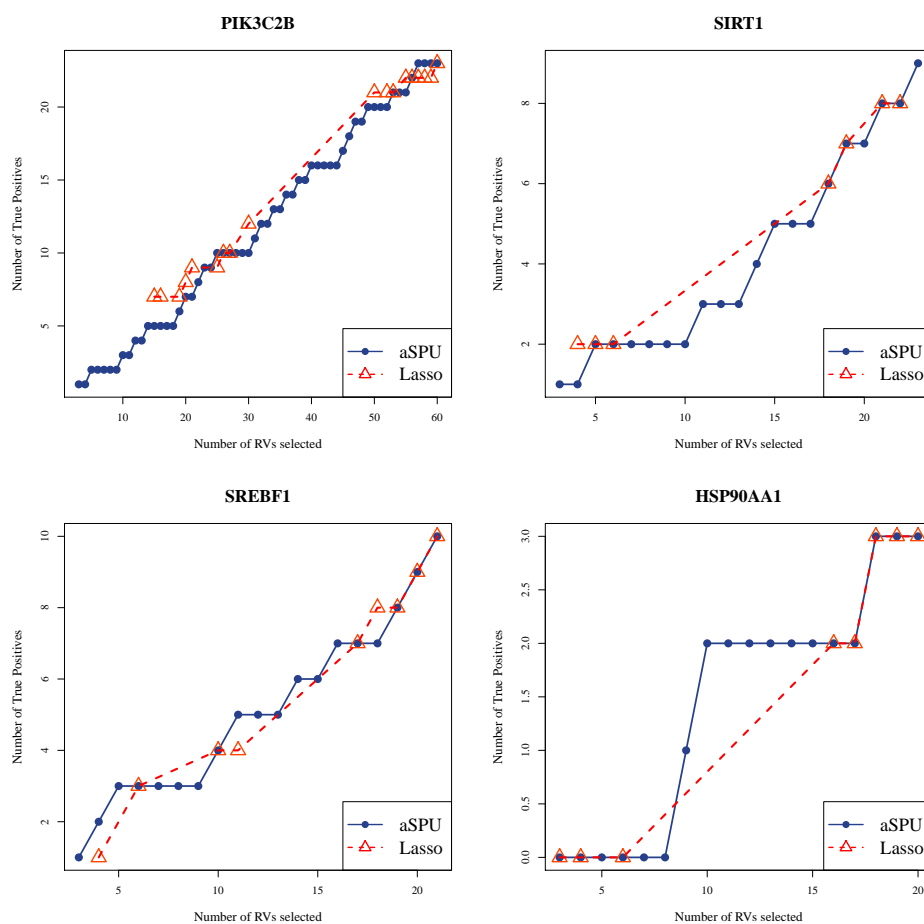 PIK3C2B
Number of True Positives
5 10 15 20
10 20 30 40 50 60
Number of RVs selected
aSPU
Lasso
SIRT1
Number of True Positives
2 4 6 8
5 10 15 20
Number of RVs selected
aSPU
Lasso
SREBF1
Number of True Positives
2 4 6 8 10
5 10 15 20
Number of RVs selected
aSPU
Lasso
HSP90AA1
Number of True Positives
0.0 0.5 1.0 1.5 2.0 2.5 3.0
5 10 15 20
Number of RVs selected
aSPU
Lasso